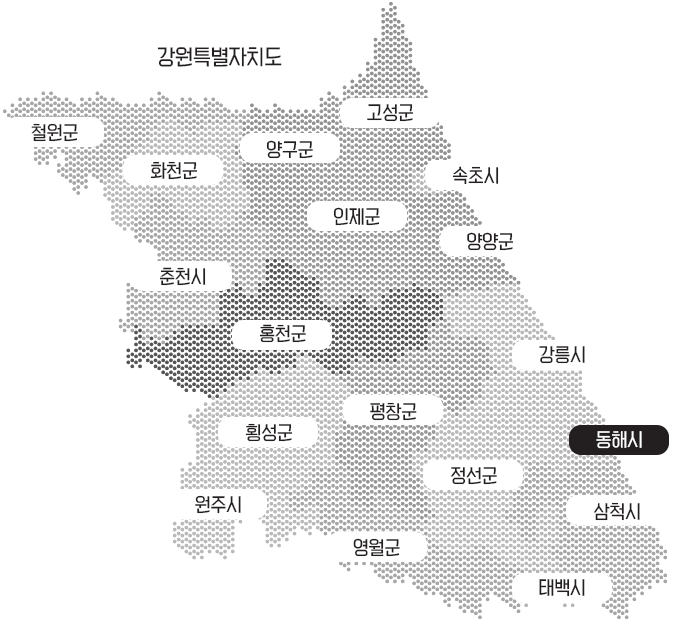 강원특별자치도
고성군
철원군
양구군
화천군
속초시
인제군
양양군
춘천시
홍천군
강릉시
평창군
횡성군
동해시
정선군
원주시
삼척시
영월군
태백시